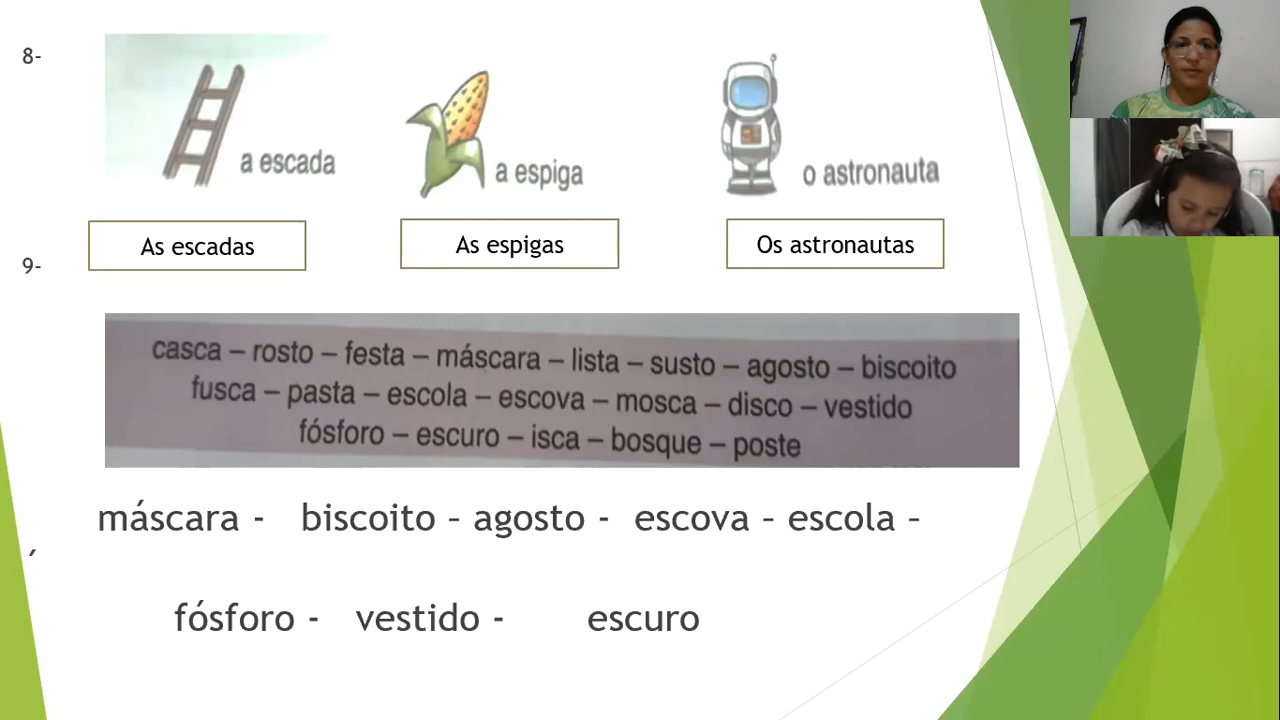 8-
a escada
a espiga
o astronauta
As escadas
As espigas
Os astronautas
9-
casca – rosto – festa – máscara – lista – susto – agosto – biscoito
fusca – pasta – escola – escova – mosca – disco – vestido
fósforo – escuro – isca – bosque – poste
máscara - biscoito – agosto - escova – escola –
´
fósforo - vestido - escuro